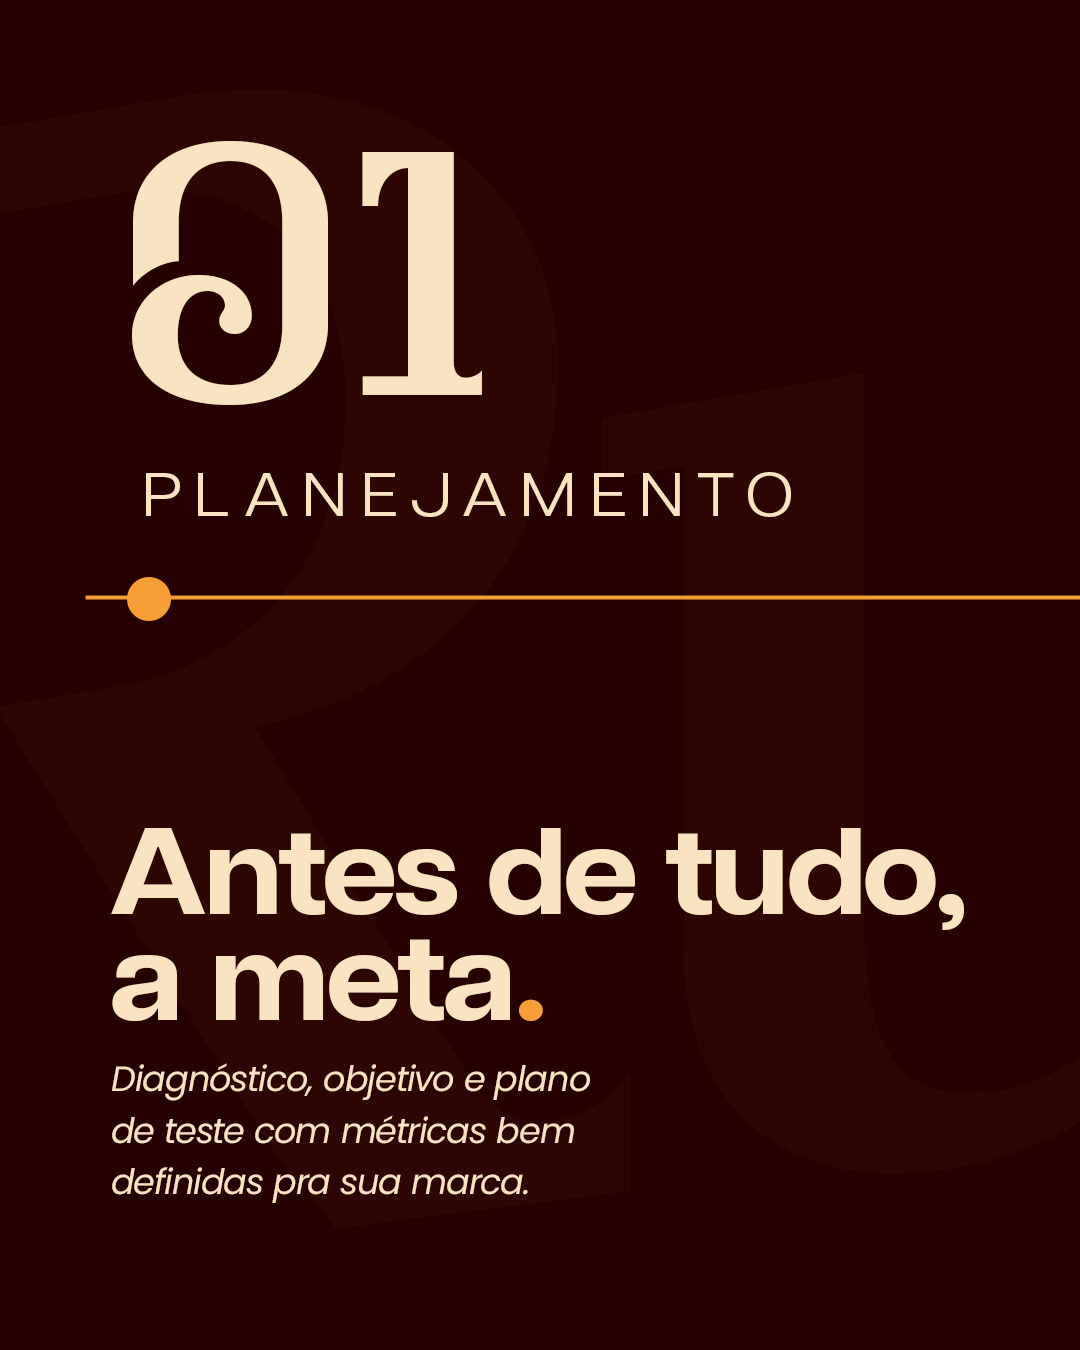 01
PLANEJAMENTO
Antes de tudo,
a meta.
Diagnóstico, objetivo e plano
de teste com métricas bem
definidas pra sua marca.